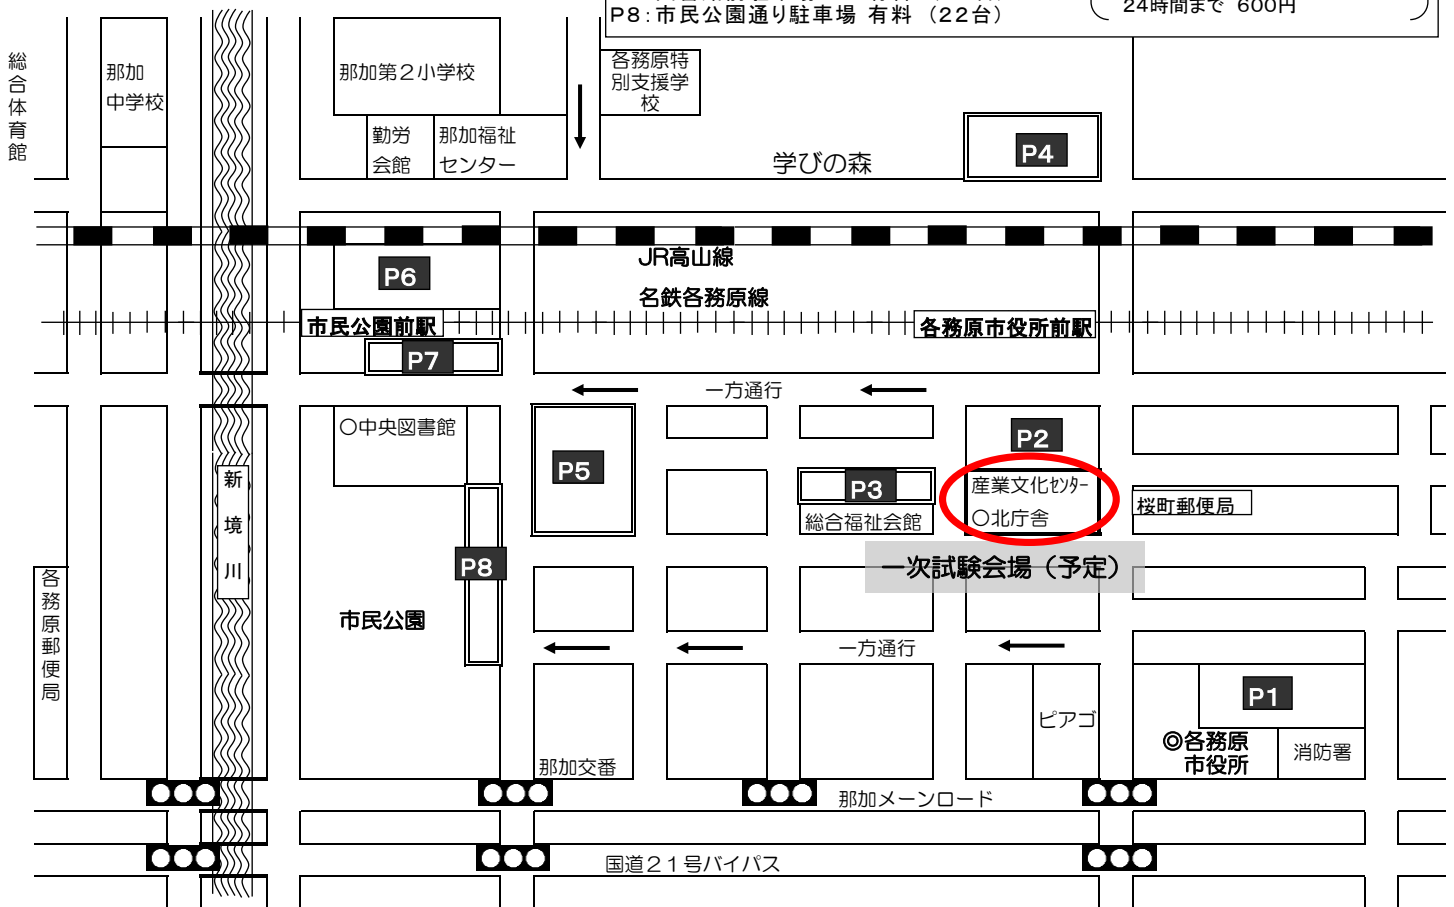 P8：市民公園通り駐車場 有料 （22台）
24時間まで 600円
総合体育館
那加
中学校
那加第２小学校
各務原特
別支援学
校
勤労
会館
那加福祉
センター
学びの森
P4
JR高山線
P6
名鉄各務原線
市民公園前駅
各務原市役所前駅
P7
一方通行
〇中央図書館
P5
P2
P3
産業文化ｾﾝﾀｰ
〇北庁舎
総合福祉会館
桜町郵便局
新境川
一次試験会場（予定）
P8
各務原郵便局
市民公園
一方通行
P1
ピアゴ
◎各務原
市役所
消防署
那加交番
那加メーンロード
国道２１号バイパス